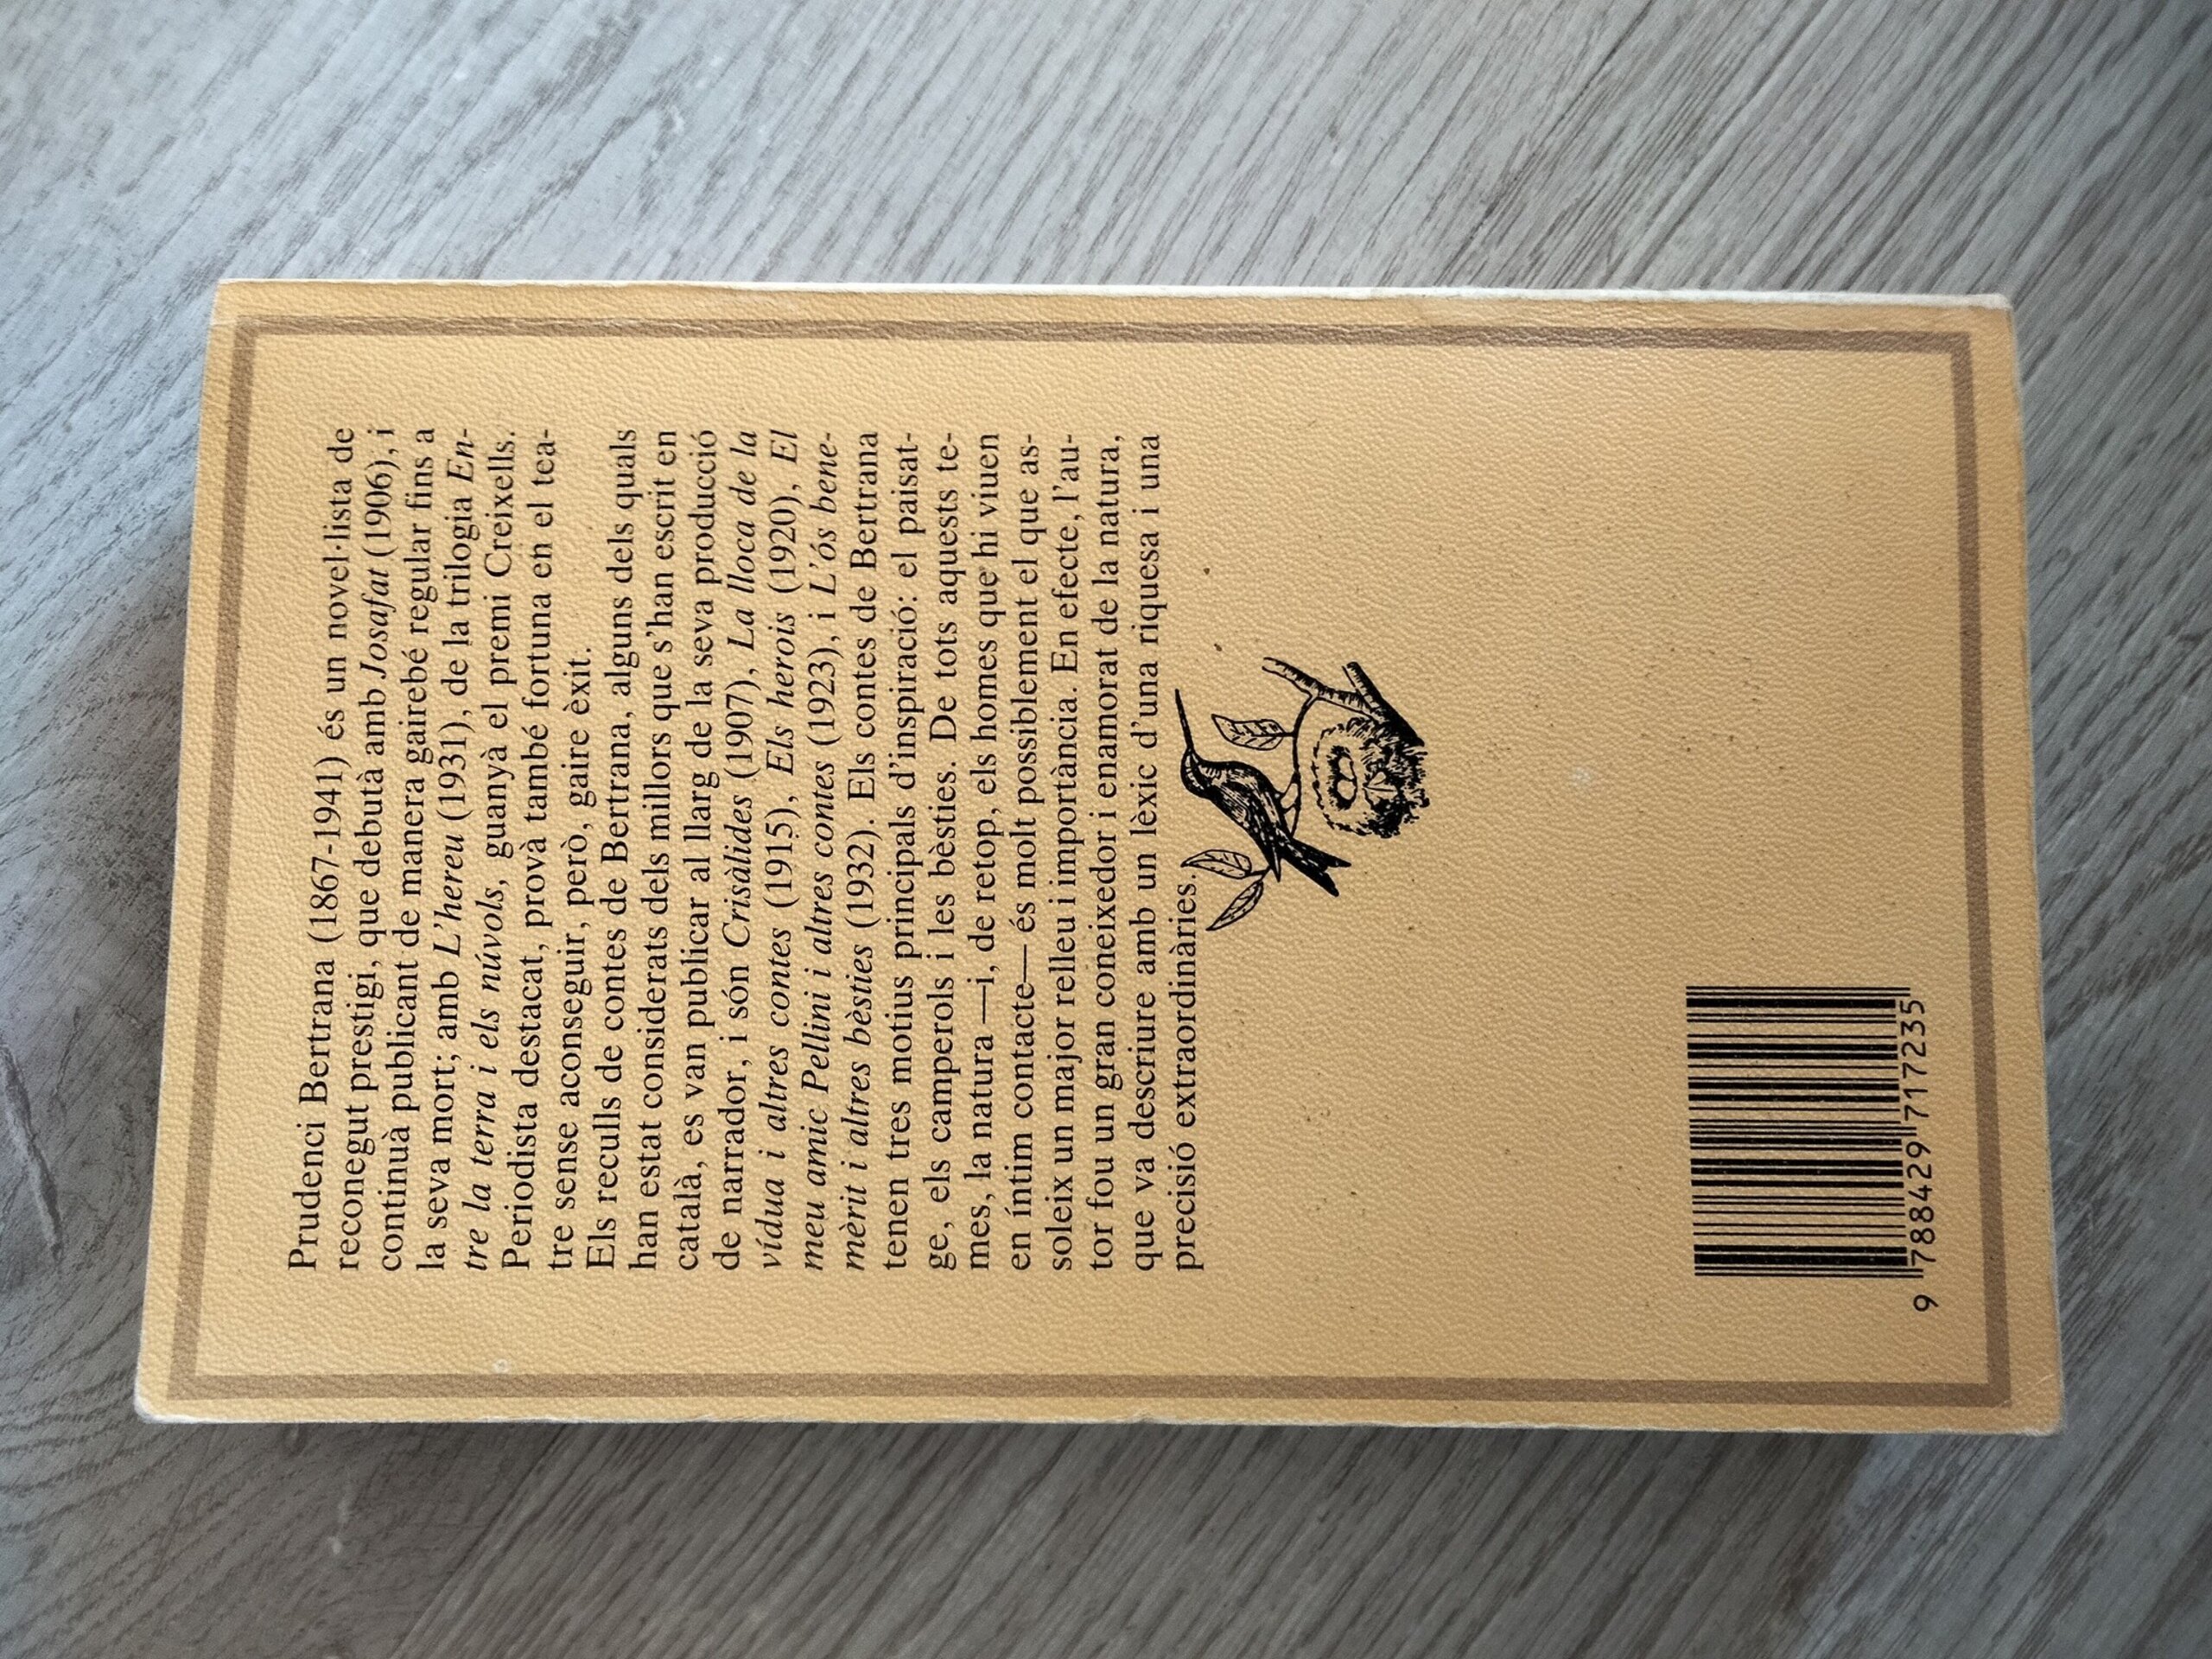 Prudenci Bertrana (1867-1941) és un novel·lista de
reconegut prestigi, que debutà amb Josafat (1906), i
continuà publicant de manera gairebé regular fins a
la seva mort; amb L'hereu (1931), de la trilogia En-
tre la terra i els núvols, guanyà el premi Creixells.
Periodista destacat, provà també fortuna en el tea-
tre sense aconseguir, però, gaire èxit.
Els reculls de contes de Bertrana, alguns dels quals
han estat considerats dels millors que s'han escrit en
català, es van publicar al llarg de la seva producció
de narrador, i són Crisàlides (1907), La lloca de la
vídua i altres contes (1915), Els herois (1920), El
meu amic Pellini i altres contes (1923), i L'ós bene-
mèrit i altres bèsties (1932). Els contes de Bertrana
tenen tres motius principals d'inspiració: el paisat-
ge, els camperols i les bèsties. De tots aquests te-
mes, la natura —i, de retop, els homes que hi viuen
en íntim contacte— és molt possiblement el que as-
soleix un major relleu i importància. En efecte, l'au-
tor fou un gran coneixedor i enamorat de la natura,
que va descriure amb un lèxic d'una riquesa i una
precisió extraordinàries.
9 788429 717235